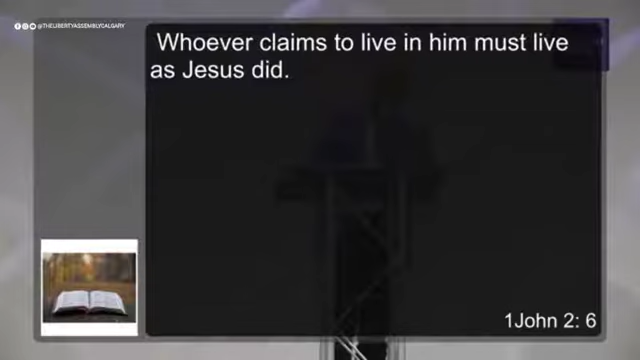 @THELIBERTYASSEMBLYCALGARY
Whoever claims to live in him must live
as Jesus did.
1John 2: 6